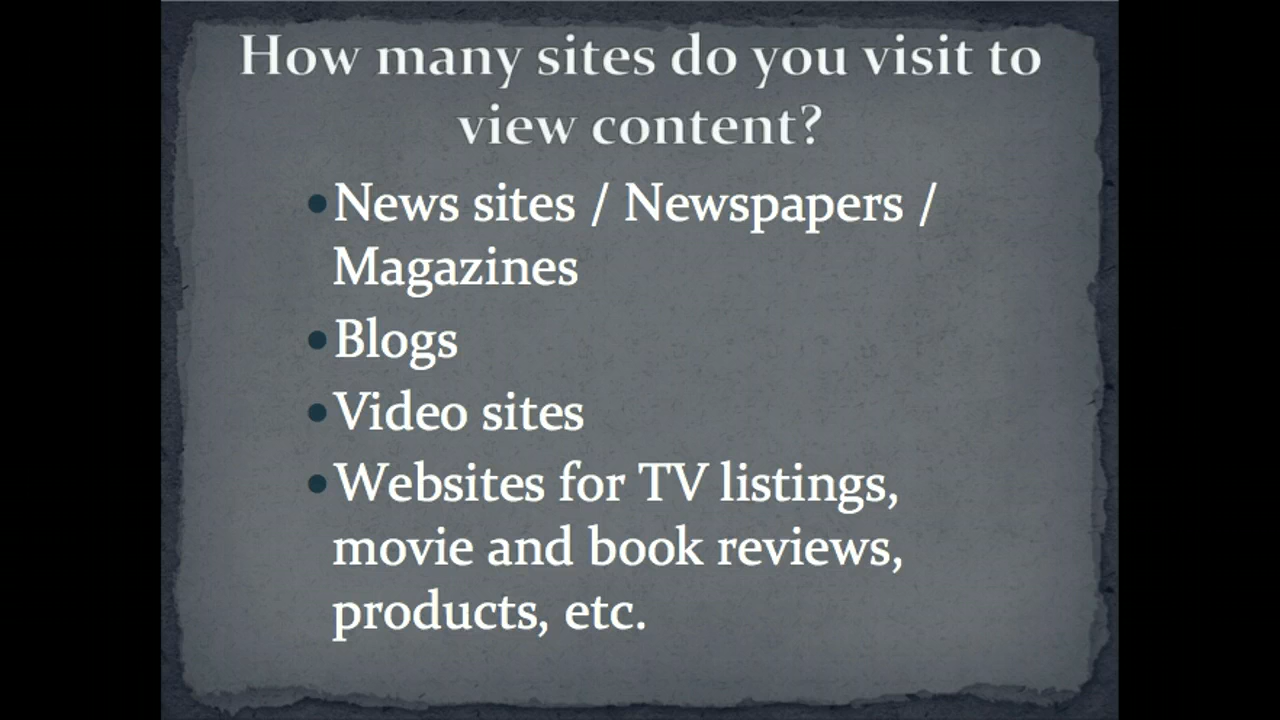 How many sites do you visit to
view content?
•News sites / Newspapers /
Magazines
•Blogs
•Video sites
•Websites for TV listings,
movie and book reviews,
products, etc.